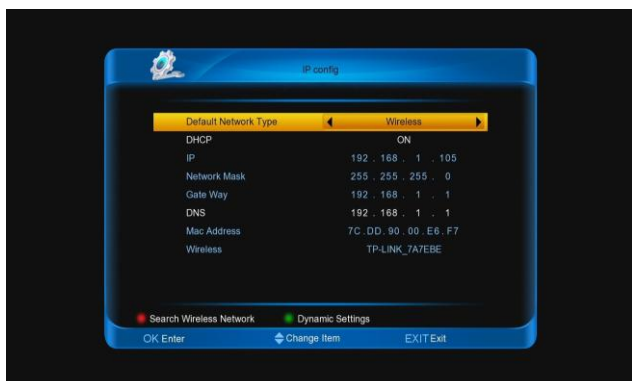 IP config
Default Network Type Wireless
DHCP ON
IP 192 . 168 . 1 . 105
Network Mask 255 . 255 . 255 . 0
Gate Way 192 . 168 . 1 . 1
DNS 192 . 168 . 1 . 1
Mac Address 7C . DD . 90 . 00 . E6 . F7
Wireless TP-LINK_7A7EBE
Search Wireless Network Dynamic Settings
OK Enter Change Item EXIT Exit